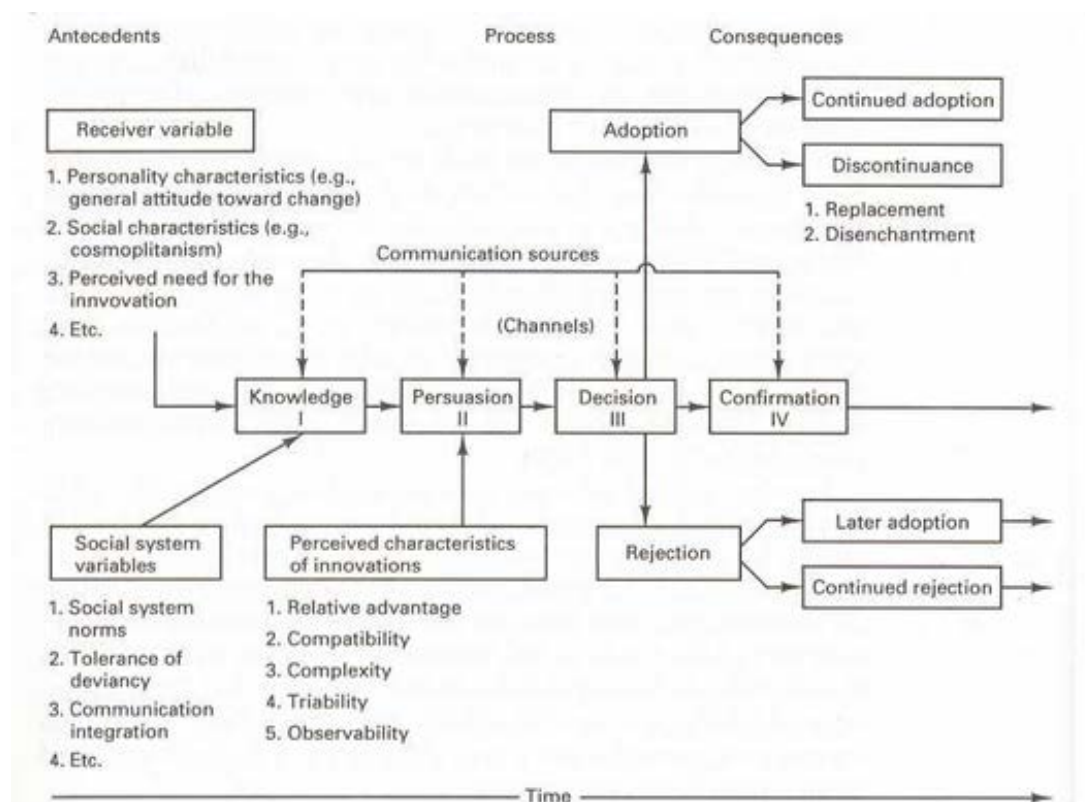 Antecedents
Process
Consequences
Receiver variable
1. Personality characteristics (e.g.,
general attitude toward change)
2. Social characteristics (e.g.,
cosmoplitanism)
3. Perceived need for the
innvovation
4. Etc.
Adoption
Continued adoption
Discontinuance
1. Replacement
2. Disenchantment
Communication sources
(Channels)
Knowledge
I
Persuasion
II
Decision
III
Confirmation
IV
Social system
variables
1. Social system
norms
2. Tolerance of
deviancy
3. Communication
integration
4. Etc.
Perceived characteristics
of innovations
1. Relative advantage
2. Compatibility
3. Complexity
4. Triability
5. Observability
Rejection
Later adoption
Continued rejection
Time